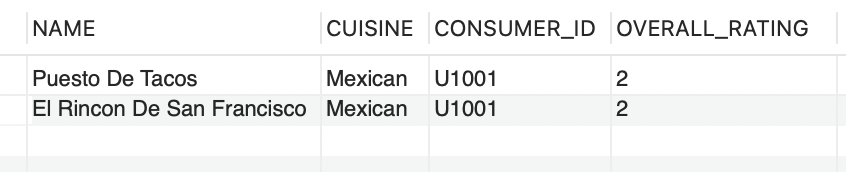 NAME CUISINE CONSUMER_ID OVERALL_RATING
Puesto De Tacos Mexican U1001 2
El Rincon De San Francisco Mexican U1001 2